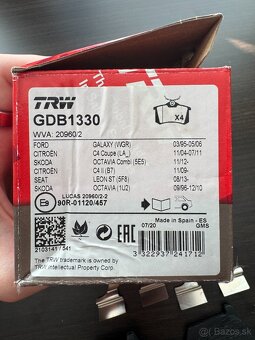 TRW
GDB1330
WVA: 20960/2
X4
FORD GALAXY (WGR) 03/95-05/06
CITROËN C4 Coupe (LA_) 11/04-07/11
SKODA OCTAVIA Combi (5E5) 11/12-
CITROËN C4 II (B7) 11/09-
SEAT LEON ST (5F8) 08/13-
SKODA OCTAVIA (1U2) 09/96-12/10
LUCAS 20960/2-2
90R-01120/457
Made in Spain - ES
07/20 GMS
EAC
TRW
The TRW trademark is owned by
TRW Intellectual Property Corp.
3 322937 241712
bazos.sk